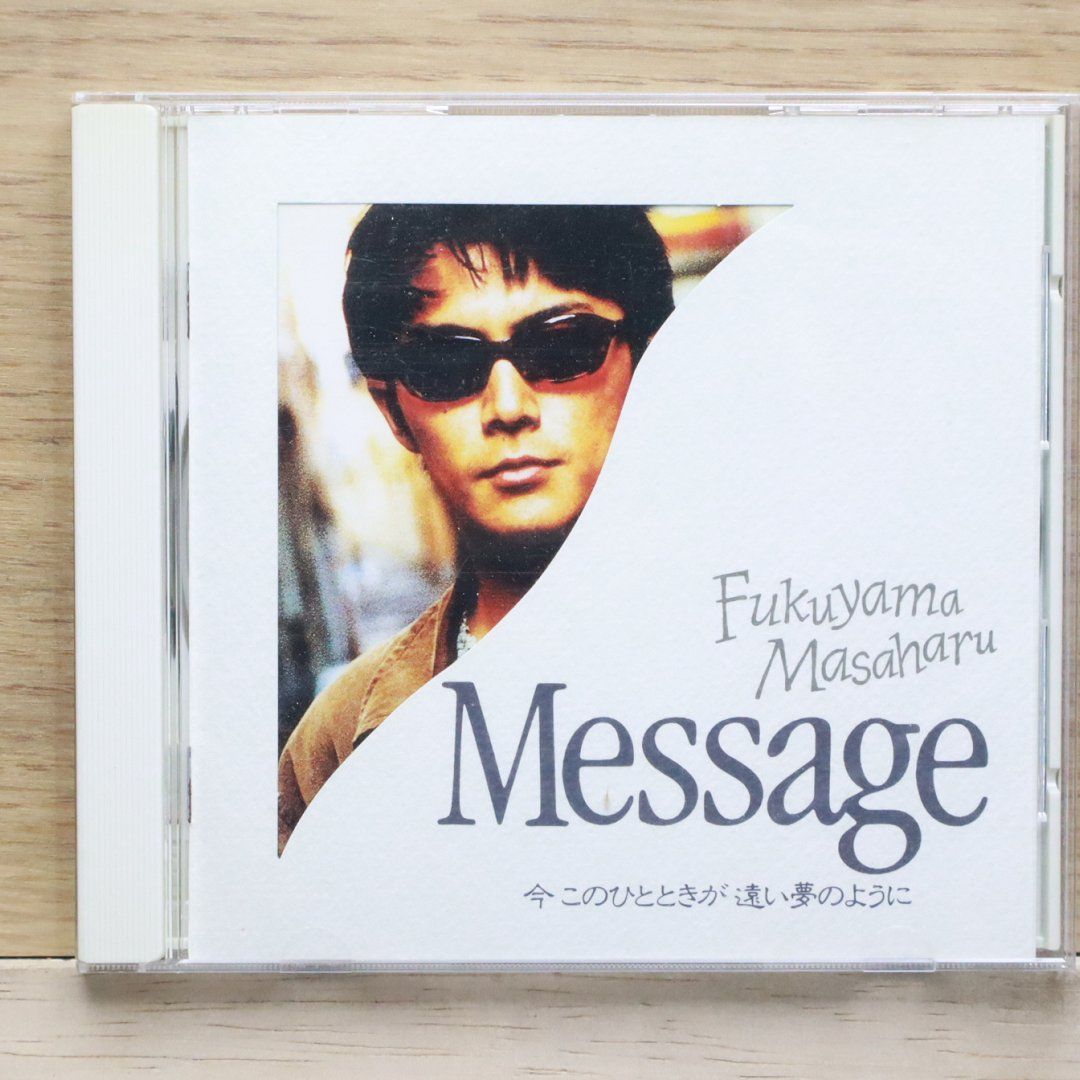 Fukuyama
Masaharu
Message
今 このひとときが 遠い夢のように